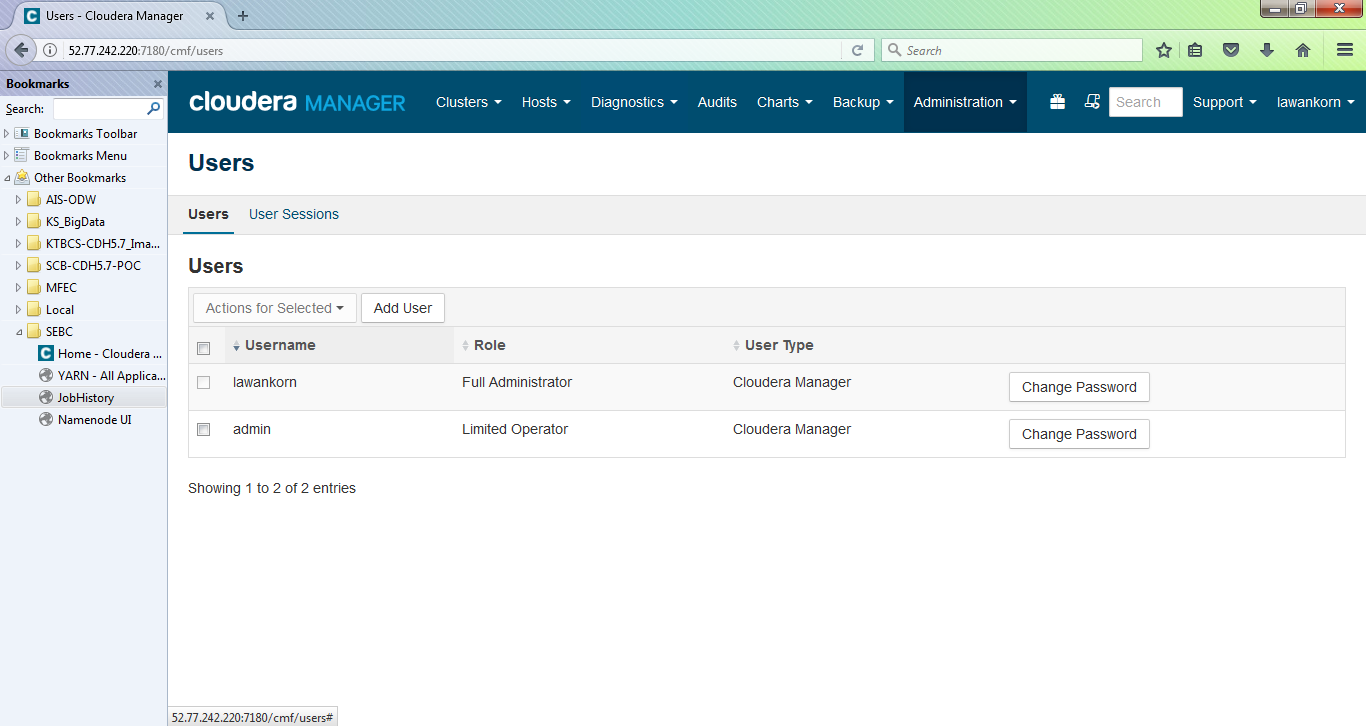 Users - Cloudera Manager
52.77.242.220:7180/cmf/users
Search
Bookmarks
Search:
Bookmarks Toolbar
Bookmarks Menu
Other Bookmarks
AIS-ODW
KS_BigData
KTBCS-CDH5.7_Ima...
SCB-CDH5.7-POC
MFEC
Local
SEBC
Home - Cloudera ...
YARN - All Applica...
JobHistory
Namenode UI
cloudera MANAGER Clusters Hosts Diagnostics Audits Charts Backup Administration Search Support lawankorn
Users
Users User Sessions
Users
Actions for Selected Add User
Username Role User Type
lawankorn Full Administrator Cloudera Manager Change Password
admin Limited Operator Cloudera Manager Change Password
Showing 1 to 2 of 2 entries
52.77.242.220:7180/cmf/users#